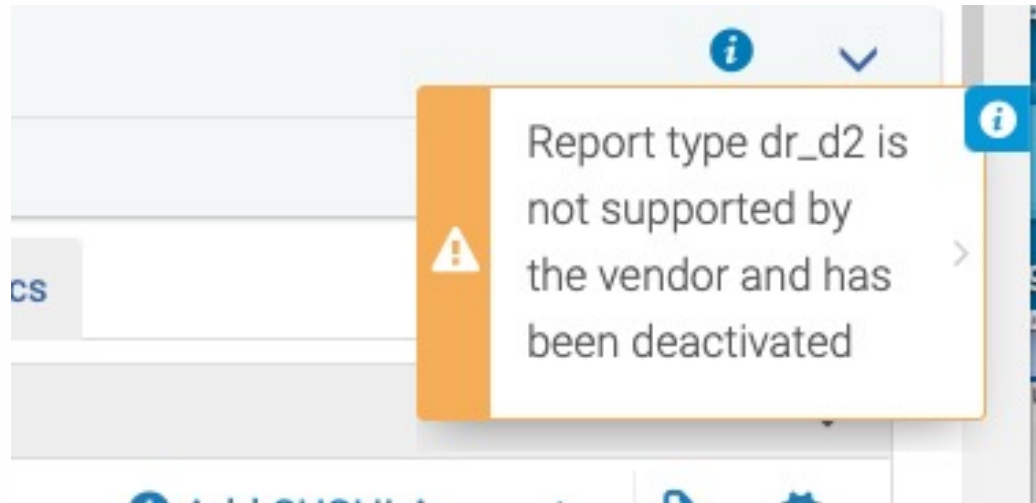 Report type dr_d2 is
not supported by
the vendor and has
been deactivated
cs